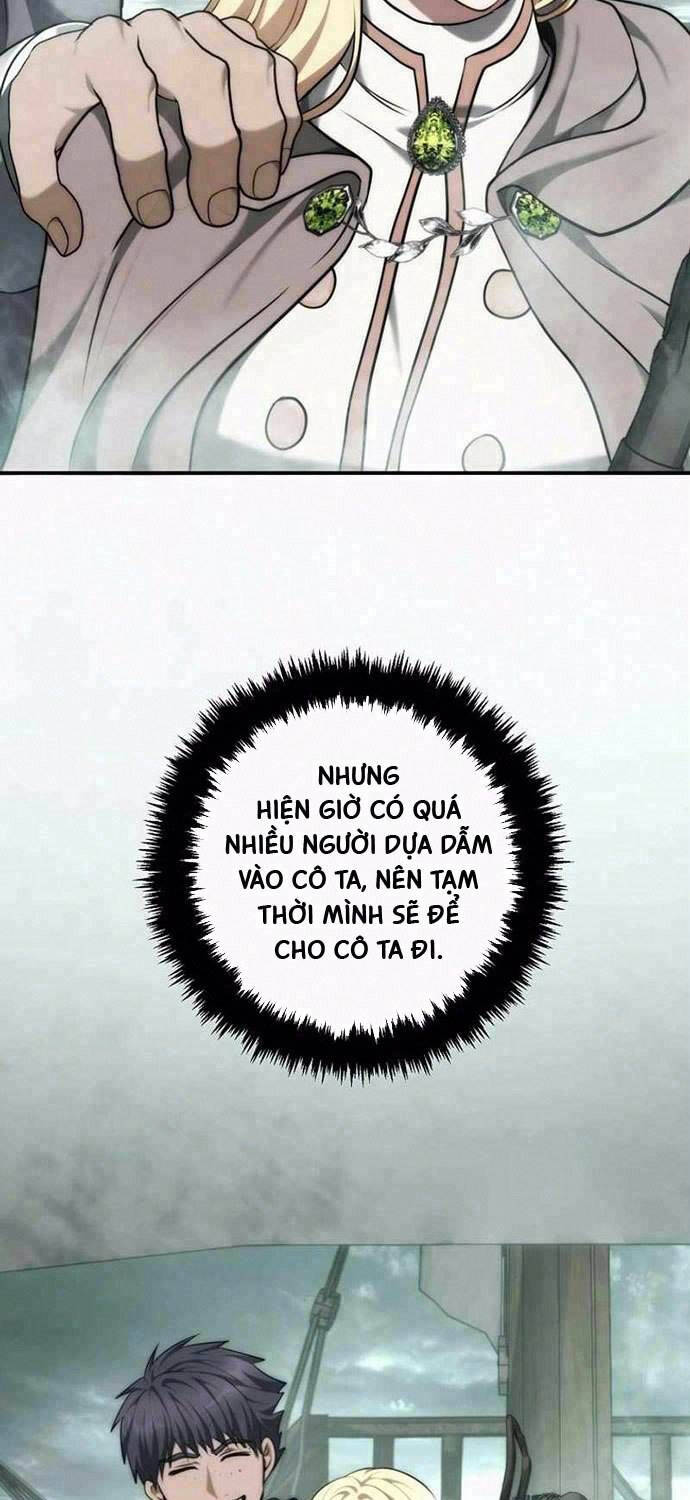 NHƯNG
HIỆN GIỜ CÓ QUÁ
NHIỀU NGƯỜI DỰA DẪM
VÀO CÔ TA, NÊN TẠM
THỜI MÌNH SẼ ĐỂ
CHO CÔ TA ĐI.